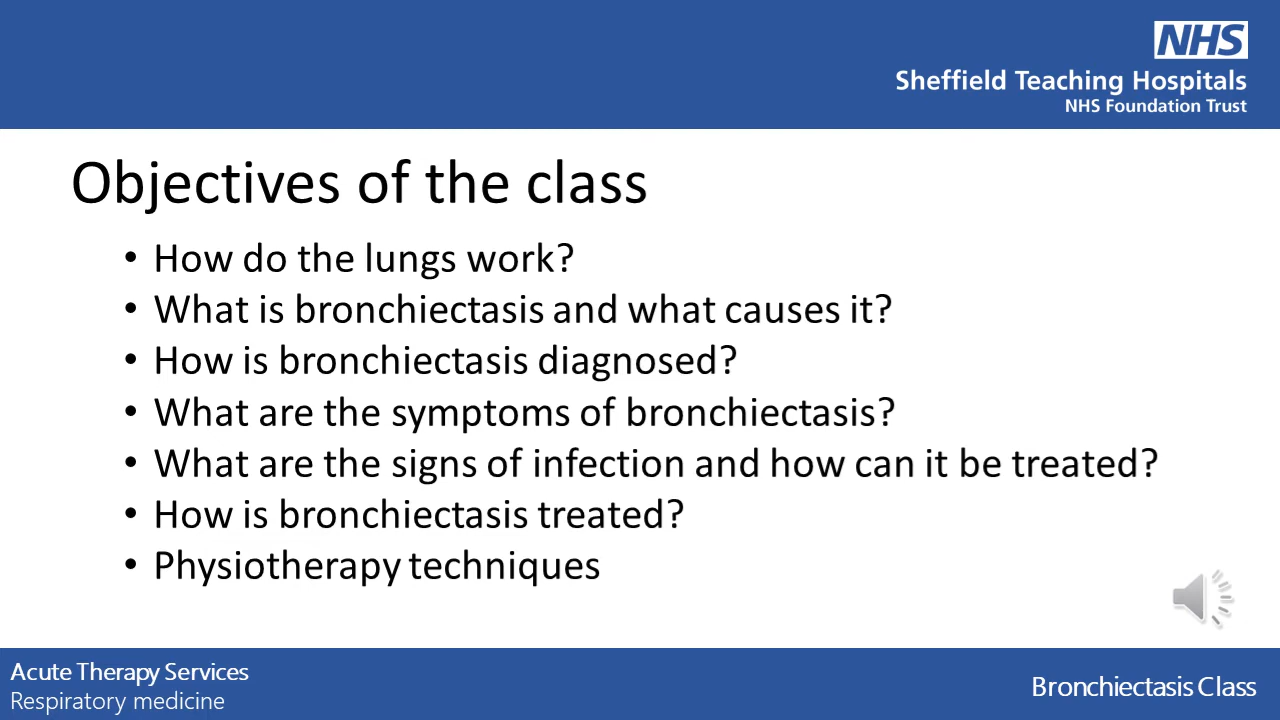 NHS
Sheffield Teaching Hospitals
NHS Foundation Trust
Objectives of the class
• How do the lungs work?
• What is bronchiectasis and what causes it?
• How is bronchiectasis diagnosed?
• What are the symptoms of bronchiectasis?
• What are the signs of infection and how can it be treated?
• How is bronchiectasis treated?
• Physiotherapy techniques
Acute Therapy Services
Respiratory medicine
Bronchiectasis Class